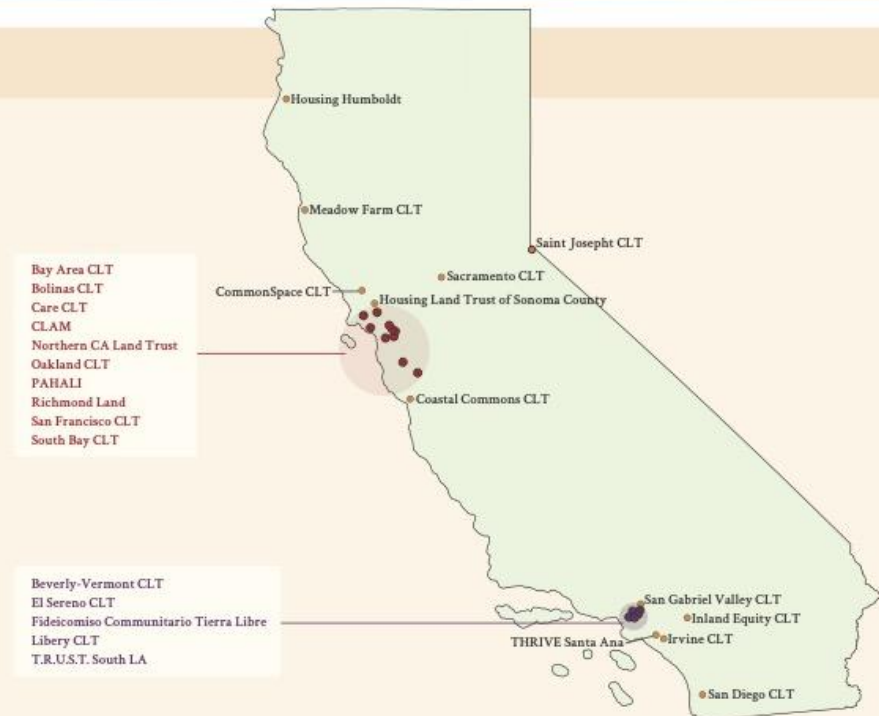 Housing Humboldt
Meadow Farm CLT
Saint Josepht CLT
Sacramento CLT
CommonSpace CLT
Housing Land Trust of Sonoma County
Bay Area CLT
Bolinas CLT
Care CLT
CLAM
Northern CA Land Trust
Oakland CLT
PAHALI
Richmond Land
San Francisco CLT
South Bay CLT
Coastal Commons CLT
Beverly-Vermont CLT
El Sereno CLT
Fideicomiso Communitario Tierra Libre
Libery CLT
T.R.U.S.T. South LA
San Gabriel Valley CLT
Inland Equity CLT
THRIVE Santa Ana
Irvine CLT
San Diego CLT